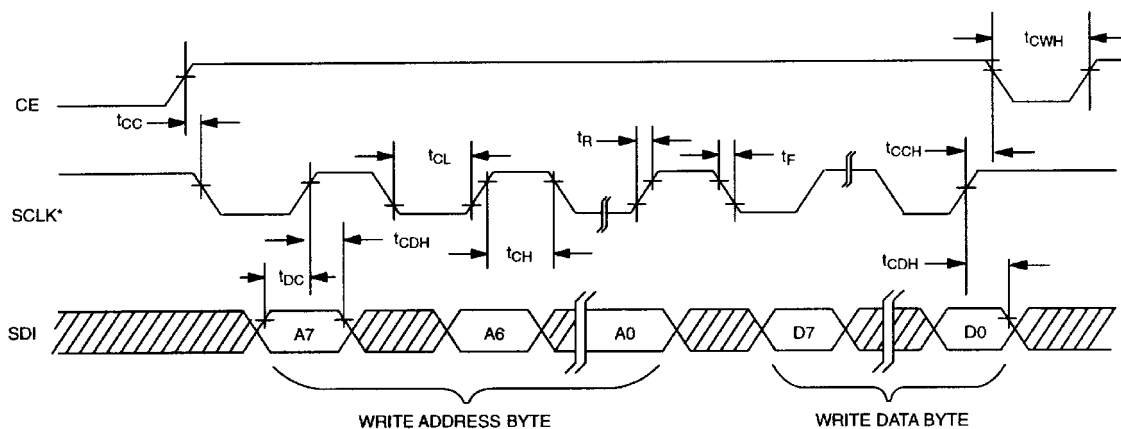 tCWH
CE
tCC
tCL
tR
tF
tCCH
SCLK*
tCDH
tCH
tCDH
tDC
SDI
A7
A6
A0
D7
D0
WRITE ADDRESS BYTE
WRITE DATA BYTE